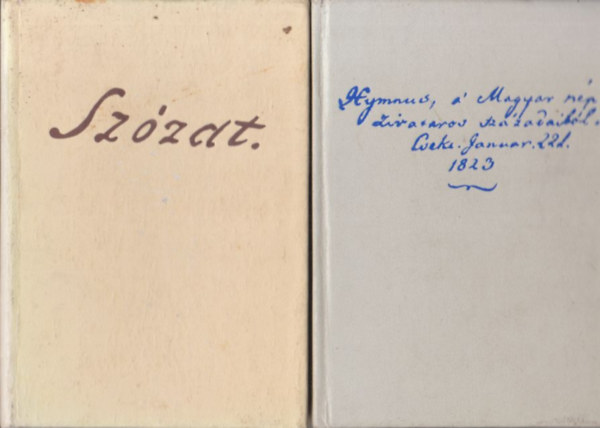 Szózat.
Hymnus, a' Magyar nép
zivataros századaiból.
Cseke. Januar. 22d.
1823